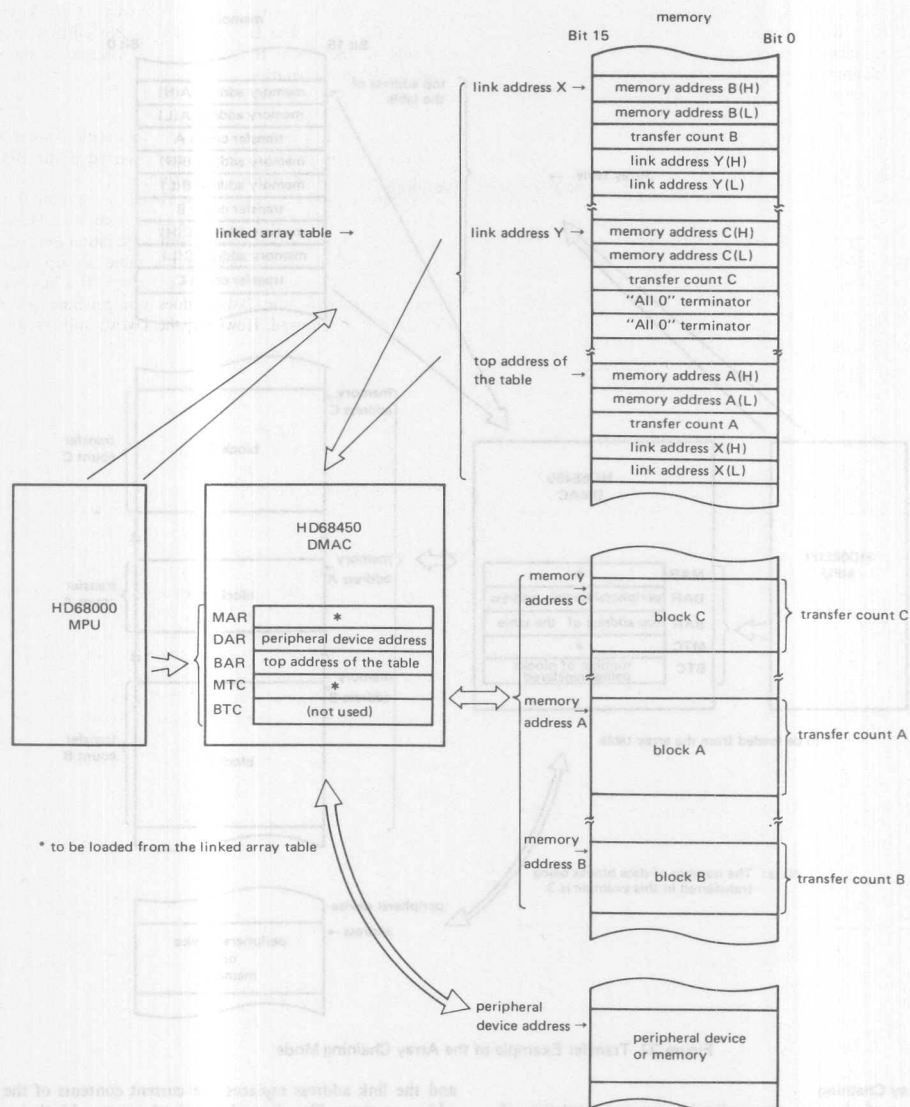 memory
Bit 15
Bit 0
link address X →
memory address B(H)
memory address B(L)
transfer count B
link address Y(H)
link address Y(L)
linked array table →
link address Y →
memory address C(H)
memory address C(L)
transfer count C
"All 0" terminator
"All 0" terminator
top address of
the table →
memory address A(H)
memory address A(L)
transfer count A
link address X(H)
link address X(L)
HD68000
MPU
HD68450
DMAC
MAR
*
DAR
peripheral device address
BAR
top address of the table
MTC
*
BTC
(not used)
memory
address C →
block C
transfer count C
memory
address A →
block A
transfer count A
memory
address B →
block B
transfer count B
* to be loaded from the linked array table
peripheral
device address →
peripheral device
or memory